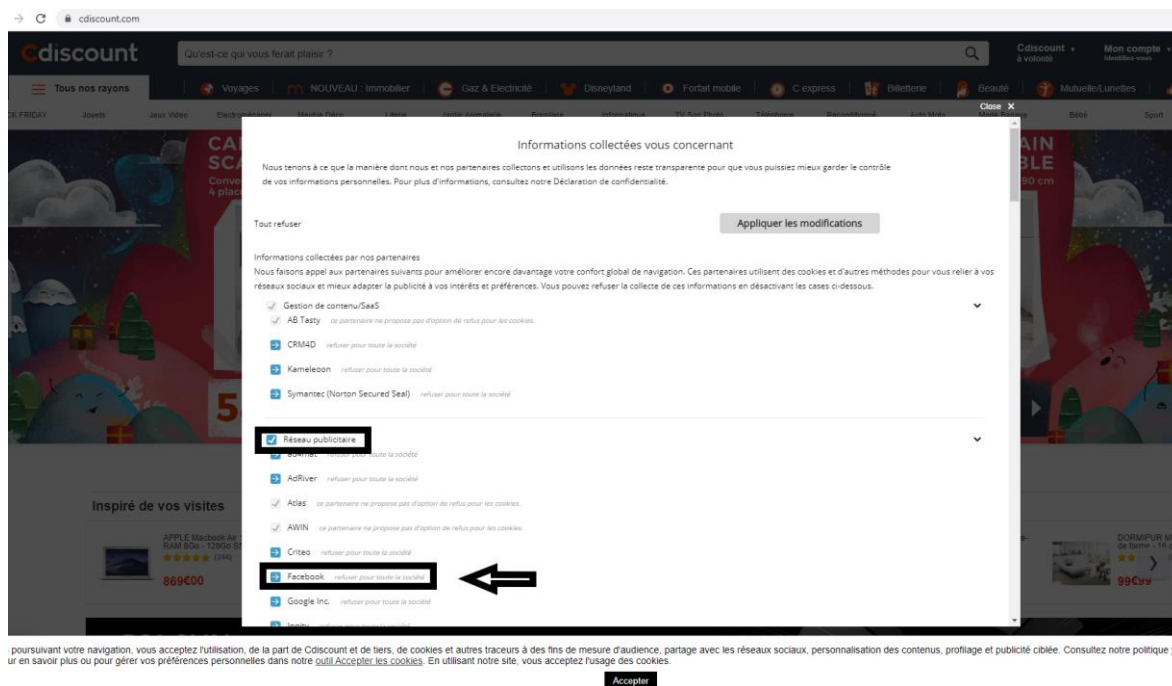 cdiscount.com
Cdiscount
Qu'est-ce qui vous ferait plaisir ?
Cdiscount
à volonté
Mon compte
Identifiez-vous
Tous nos rayons
Voyages
NOUVEAU : Immobilier
Gaz & Electricité
Disneyland
Forfait mobile
C express
Billetterie
Beauté
Mutuelle/Lunettes
Jouets
Jeux Video
Téléphonie
Auto Moto
Bébé
Sport
Close X
Informations collectées vous concernant
Nous tenons à ce que la manière dont nous et nos partenaires collectons et utilisons les données reste transparente pour que vous puissiez mieux garder le contrôle
de vos informations personnelles. Pour plus d'informations, consultez notre Déclaration de confidentialité.
Tout refuser
Appliquer les modifications
Informations collectées par nos partenaires
Nous faisons appel aux partenaires suivants pour améliorer encore davantage votre confort global de navigation. Ces partenaires utilisent des cookies et d'autres méthodes pour vous relier à vos
réseaux sociaux et mieux adapter la publicité à vos intérêts et préférences. Vous pouvez refuser la collecte de ces informations en désactivant les cases ci-dessous.
Gestion de contenu/SaaS
AB Tasty ce partenaire ne propose pas d'option de refus pour les cookies.
CRM4D refuser pour toute la société
Kameleoon refuser pour toute la société
Symantec (Norton Secured Seal) refuser pour toute la société
Réseau publicitaire
refuser pour toute la société
AdRiver refuser pour toute la société
Atlas ce partenaire ne propose pas d'option de refus pour les cookies.
AWIN ce partenaire ne propose pas d'option de refus pour les cookies.
Criteo refuser pour toute la société
Facebook refuser pour toute la société
Google Inc. refuser pour toute la société
Inspiré de vos visites
APPLE Macbook Air
(244)
869€00
DORMIPUR M
99€99
poursuivant votre navigation, vous acceptez l'utilisation, de la part de Cdiscount et de tiers, de cookies et autres traceurs à des fins de mesure d'audience, partage avec les réseaux sociaux, personnalisation des contenus, profilage et publicité ciblée. Consultez notre politique
ur en savoir plus ou pour gérer vos préférences personnelles dans notre outil Accepter les cookies. En utilisant notre site, vous acceptez l'usage des cookies.
Accepter